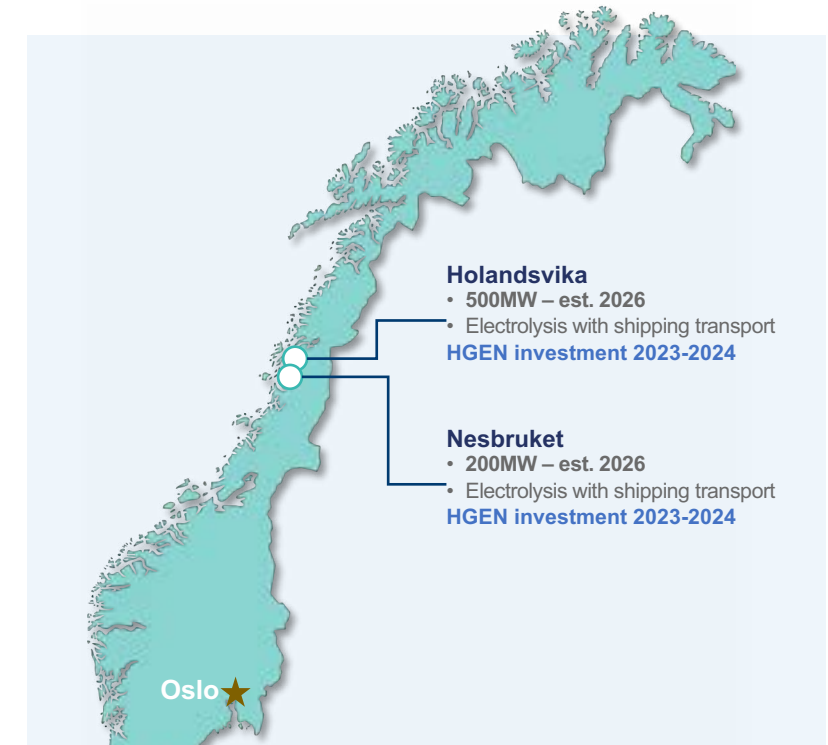 Holandsvika
• 500MW – est. 2026
• Electrolysis with shipping transport
HGEN investment 2023-2024
Nesbruket
• 200MW – est. 2026
• Electrolysis with shipping transport
HGEN investment 2023-2024
Oslo